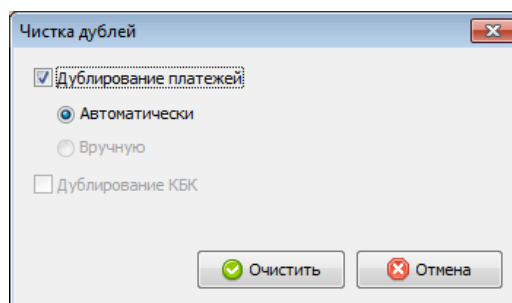 Чистка дублей
Дублирование платежей
Автоматически
Вручную
Дублирование КБК
Очистить
Отмена